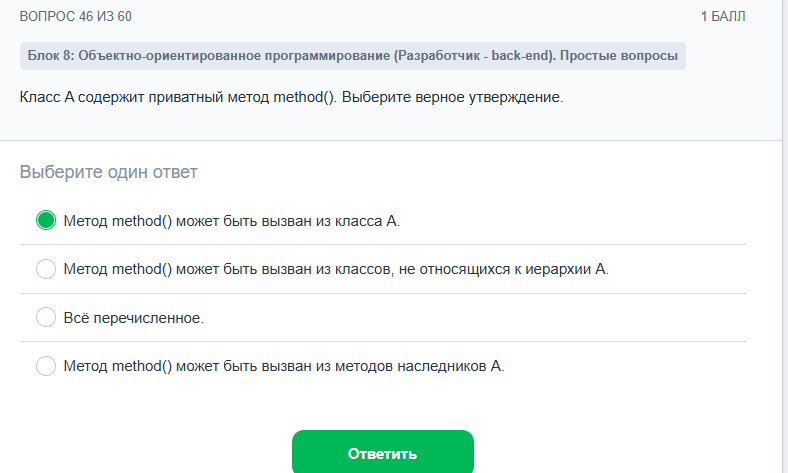 ВОПРОС 46 ИЗ 60
1 БАЛЛ
Блок 8: Объектно-ориентированное программирование (Разработчик - back-end). Простые вопросы
Класс A содержит приватный метод method(). Выберите верное утверждение.
Выберите один ответ
Метод method() может быть вызван из класса A.
Метод method() может быть вызван из классов, не относящихся к иерархии A.
Всё перечисленное.
Метод method() может быть вызван из методов наследников A.
Ответить